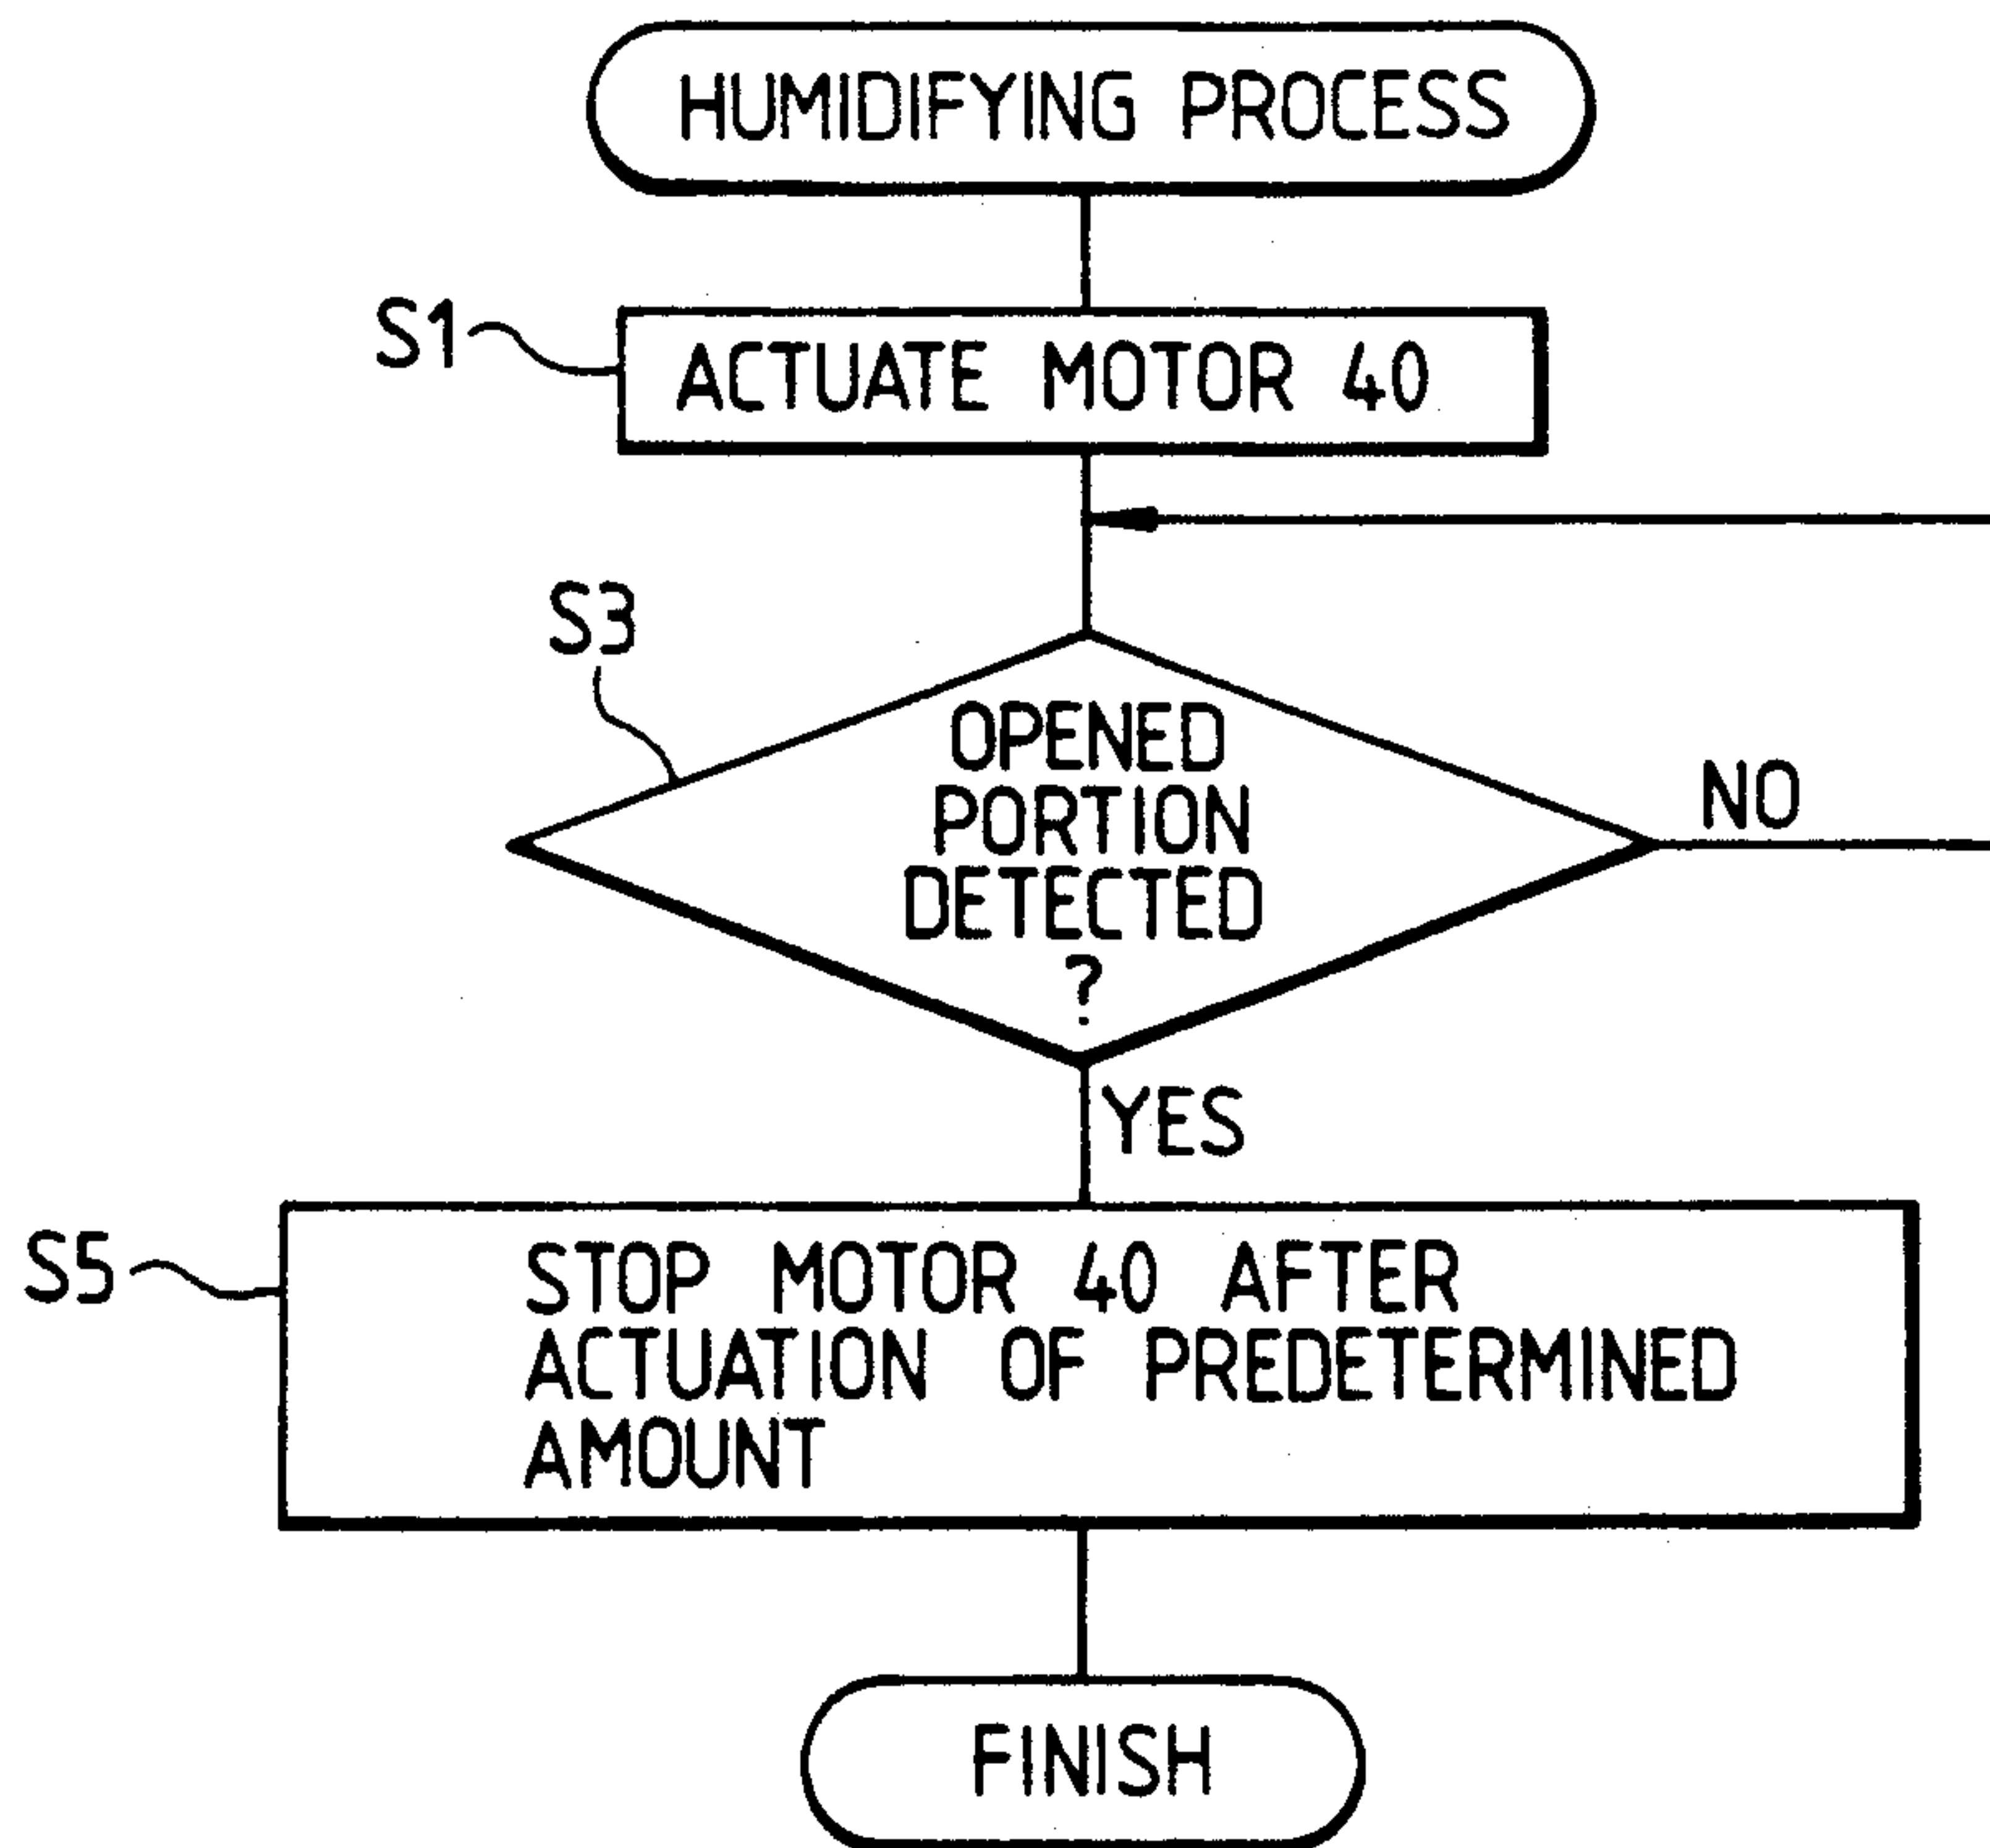 HUMIDIFYING PROCESS
S1
ACTUATE MOTOR 40
S3
OPENED
PORTION
DETECTED
?
NO
YES
S5
STOP MOTOR 40 AFTER
ACTUATION OF PREDETERMINED
AMOUNT
FINISH